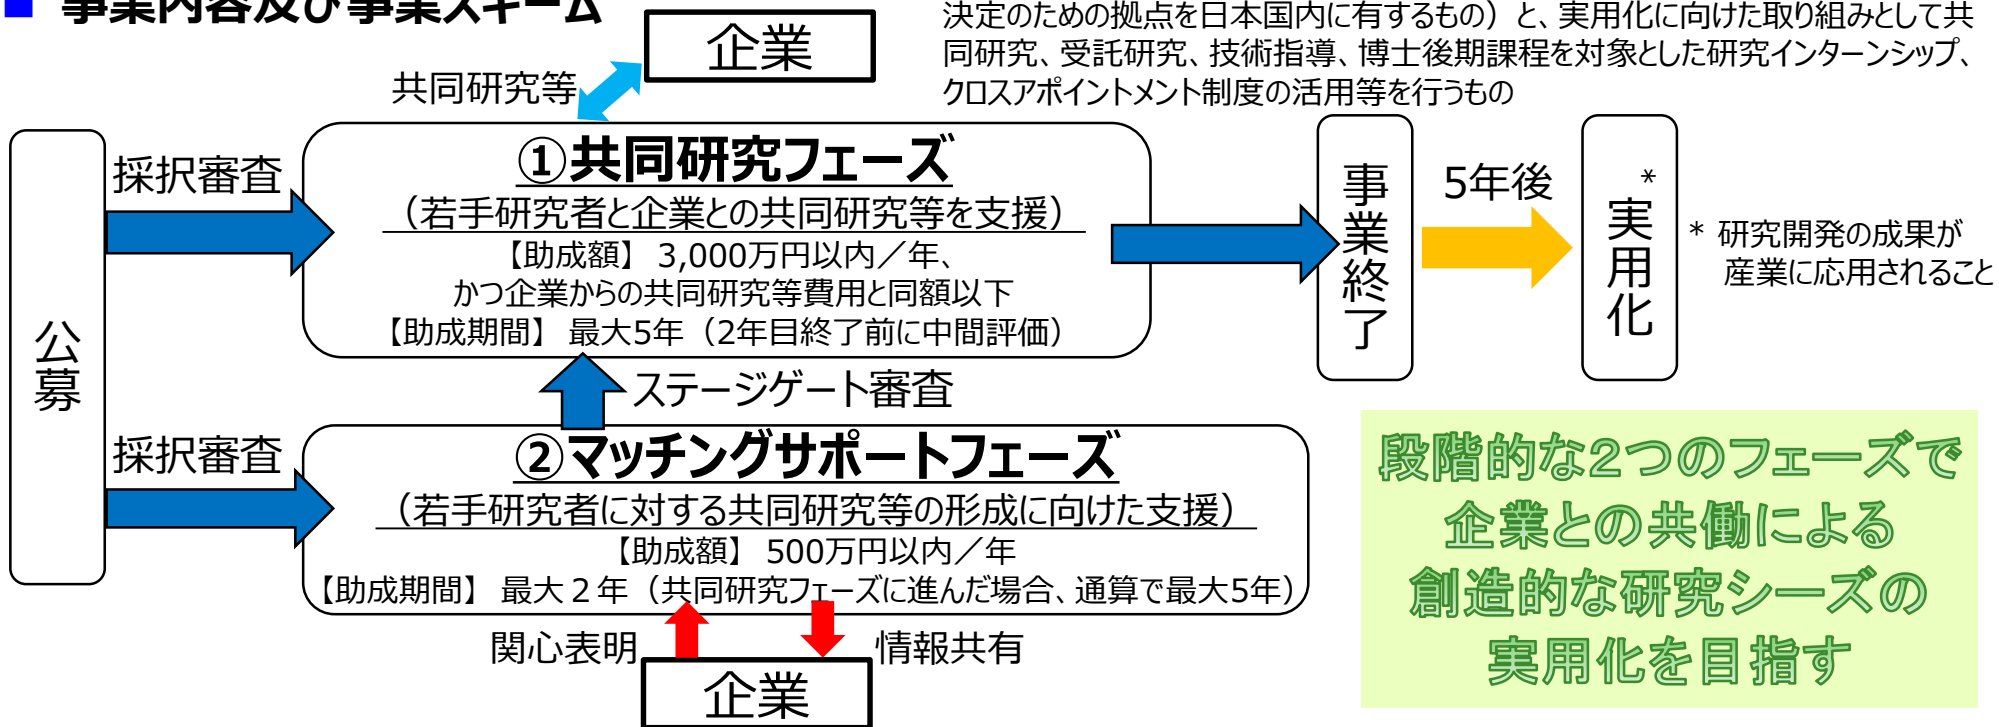 ■ 事業内容及び事業スキーム
決定のための拠点を日本国内に有するもの）と、実用化に向けた取り組みとして共
同研究、受託研究、技術指導、博士後期課程を対象とした研究インターンシップ、
クロスアポイントメント制度の活用等を行うもの
企業
共同研究等
公募
採択審査
①共同研究フェーズ
（若手研究者と企業との共同研究等を支援）
【助成額】 3,000万円以内／年、
かつ企業からの共同研究等費用と同額以下
【助成期間】 最大5年（2年目終了前に中間評価）
事業終了
5年後
*実用化
* 研究開発の成果が
産業に応用されること
ステージゲート審査
採択審査
②マッチングサポートフェーズ
（若手研究者に対する共同研究等の形成に向けた支援）
【助成額】 500万円以内／年
【助成期間】 最大２年（共同研究フェーズに進んだ場合、通算で最大5年）
関心表明
情報共有
企業
段階的な２つのフェーズで
企業との共働による
創造的な研究シーズの
実用化を目指す